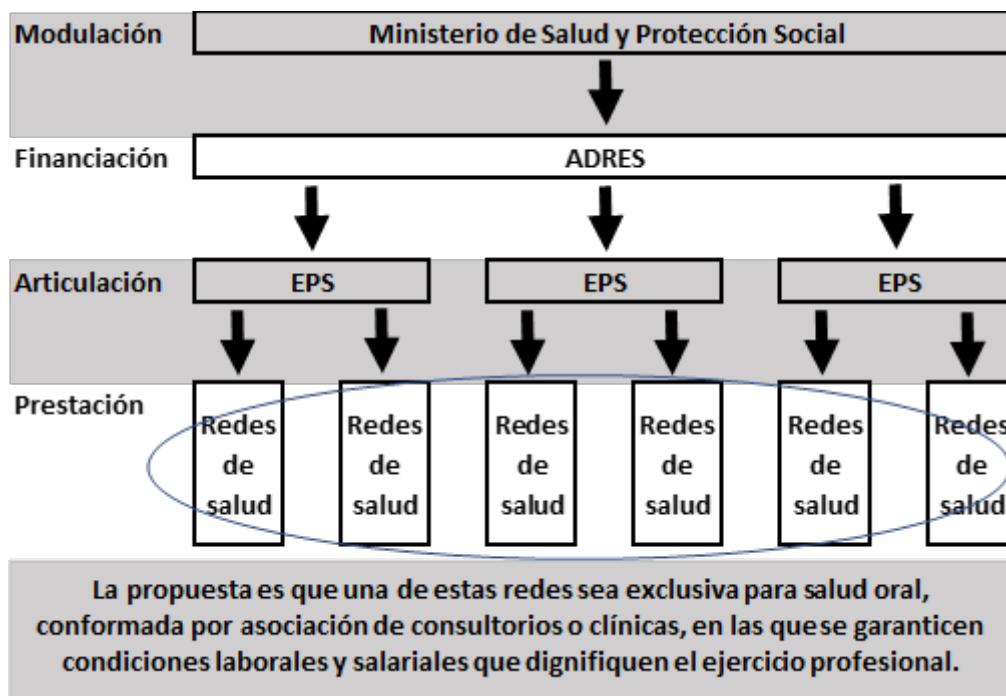 Modulación
Ministerio de Salud y Protección Social
Financiación
ADRES
Articulación
EPS
EPS
EPS
Prestación
Redes
de
salud
Redes
de
salud
Redes
de
salud
Redes
de
salud
Redes
de
salud
Redes
de
salud
La propuesta es que una de estas redes sea exclusiva para salud oral,
conformada por asociación de consultorios o clínicas, en las que se garanticen
condiciones laborales y salariales que dignifiquen el ejercicio profesional.